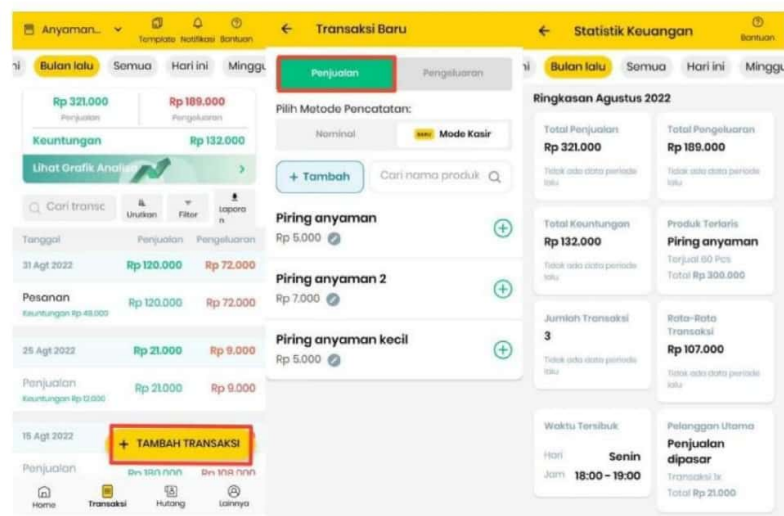 Anyaman...
Template Notifikasi Bantuan
ni Bulan lalu Semua Hari ini Minggu
Rp 321.000 Rp 189.000
Penjualan Pengeluaran
Keuntungan Rp 132.000
Lihat Grafik Analisa
Cari transc Urutkan Filter Lapora
n
Tanggal Penjualan Pengeluaran
31 Agt 2022 Rp 120.000 Rp 72.000
Pesanan Rp 120.000 Rp 72.000
Keuntungan Rp 48.000
25 Agt 2022 Rp 21.000 Rp 9.000
Penjualan Rp 21.000 Rp 9.000
Keuntungan Rp 12.000
15 Agt 2022
+ TAMBAH TRANSAKSI
Penjualan Rp 180.000 Rp 108.000
Home Transaksi Hutang Lainnya
Transaksi Baru
Penjualan Pengeluaran
Pilih Metode Pencatatan:
Nominal BARU Mode Kasir
+ Tambah Cari nama produk
Piring anyaman
Rp 5.000
Piring anyaman 2
Rp 7.000
Piring anyaman kecil
Rp 5.000
Statistik Keuangan
Bantuan
ni Bulan lalu Semua Hari ini Minggu
Ringkasan Agustus 2022
Total Penjualan
Rp 321.000
Tidak ada data periode
lalu
Total Pengeluaran
Rp 189.000
Tidak ada data periode
lalu
Total Keuntungan
Rp 132.000
Tidak ada data periode
lalu
Produk Terlaris
Piring anyaman
Terjual 60 Pcs
Total Rp 300.000
Jumlah Transaksi
3
Tidak ada data periode
lalu
Rata-Rata
Transaksi
Rp 107.000
Tidak ada data periode
lalu
Waktu Tersibuk
Hari Senin
Jam 18:00 - 19:00
Pelanggan Utama
Penjualan
dipasar
Transaksi 1x
Total Rp 21.000